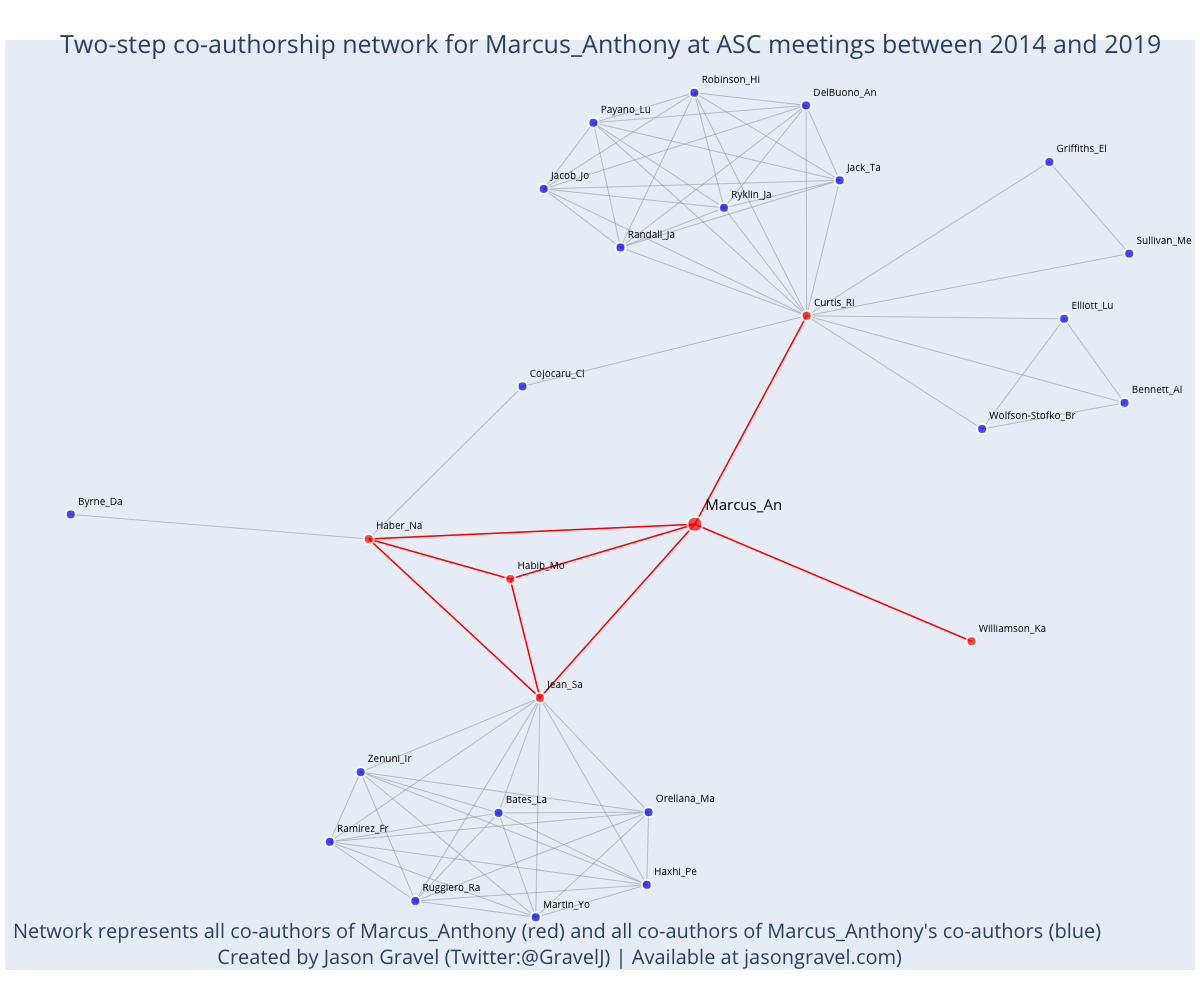 Two-step co-authorship network for Marcus_Anthony at ASC meetings between 2014 and 2019
Robinson_Hi
DelBuono_An
Payano_Lu
Griffiths_El
Jack_Ta
Jacob_Jo
Ryklin_Ja
Randall_Ja
Sullivan_Me
Curtis_Ri
Elliott_Lu
Cojocaru_Cl
Bennett_Al
Wolfson-Stofko_Br
Byrne_Da
Marcus_An
Haber_Na
Habib_Mo
Williamson_Ka
Jean_Sa
Zenuni_Ir
Bates_La
Orellana_Ma
Ramirez_Fr
Haxhi_Pe
Ruggiero_Ra
Martin_Yo
Network represents all co-authors of Marcus_Anthony (red) and all co-authors of Marcus_Anthony's co-authors (blue)
Created by Jason Gravel (Twitter:@GravelJ) | Available at jasongravel.com)